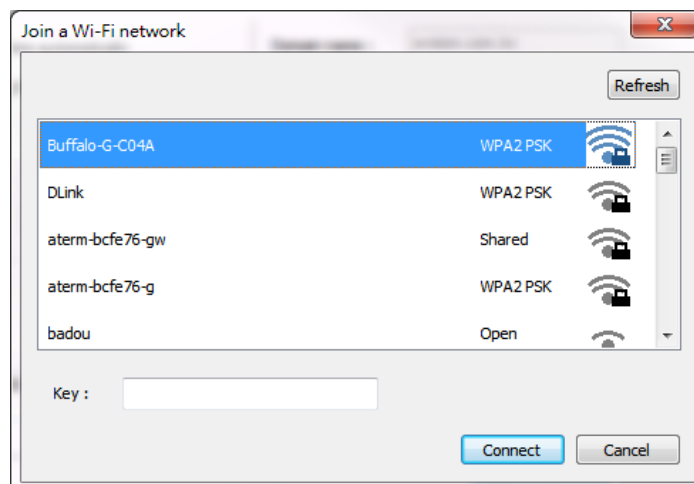 Join a Wi-Fi network
Refresh
Buffalo-G-C04A WPA2 PSK
DLink WPA2 PSK
aterm-bcfe76-gw Shared
aterm-bcfe76-g WPA2 PSK
badou Open
Key :
Connect Cancel